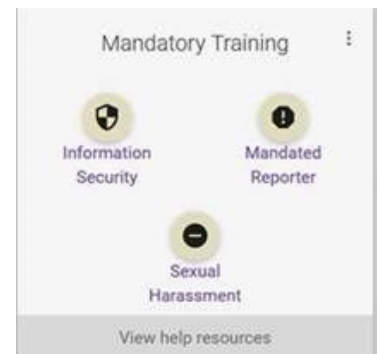 Mandatory Training
Information
Security
Mandated
Reporter
Sexual
Harassment
View help resources